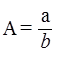 A = a/b